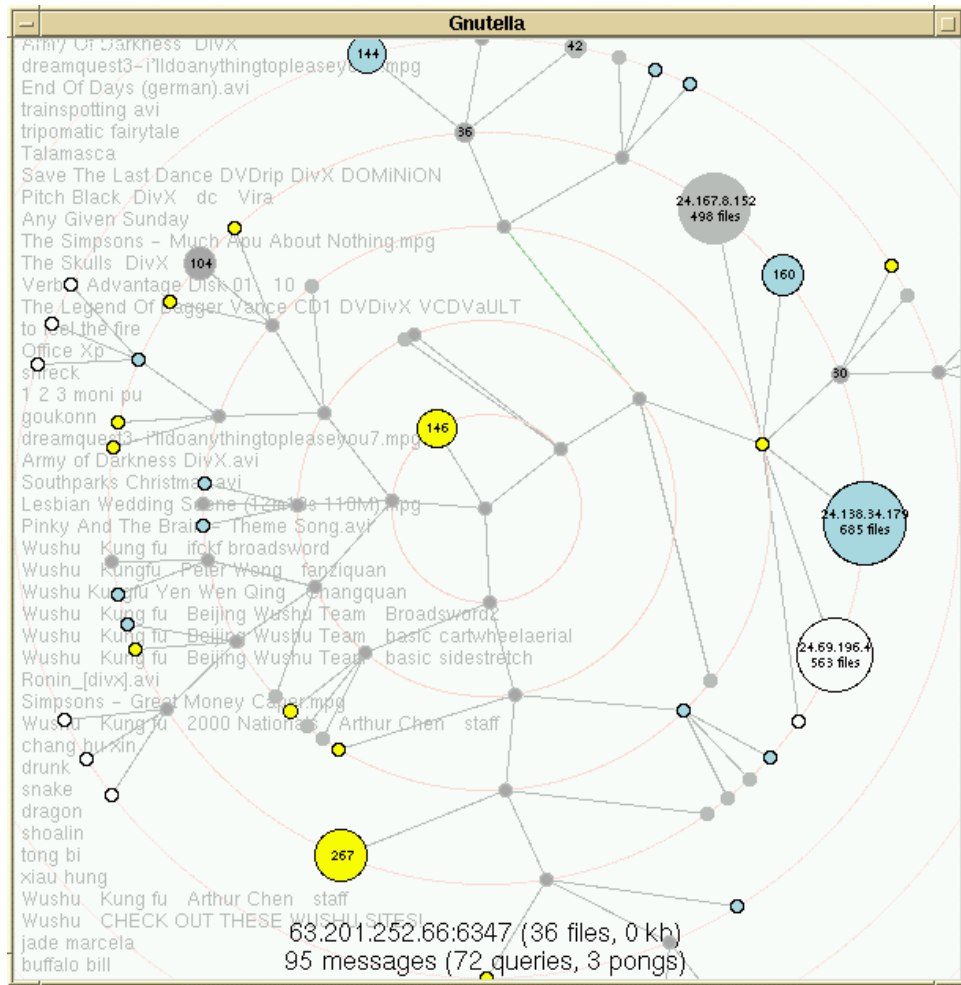 Gnutella
Army Of Darkness DivX
dreamquest3-i'lldoanythingtopleaseyou.mpg
End Of Days (german).avi
trainspotting avi
tripomatic fairytale
Talamasca
Save The Last Dance DVDrip DivX DOMiNiON
Pitch Black DivX dc Vira
Any Given Sunday
The Simpsons - Much Apu About Nothing.mpg
The Skulls DivX
Advantage Disk 01 10
The Legend Of Bagger Vance CD1 DVDivX VCDVaULT
to feel the fire
Office Xp
shreck
1 2 3 moni pu
goukonn
dreamquest3-i'lldoanythingtopleaseyou7.mpg
Army of Darkness DivX.avi
Southparks Christmas.avi
Lesbian Wedding Scene (12m18s 118M).mpg
Pinky And The Brain Theme Song.avi
Wushu Kung fu ifckf broadsword
Wushu Kungfu Peter Wong fanziquan
Wushu Kungfu Yen Wen Qing changquan
Wushu Kung fu Beijing Wushu Team Broadsword2
Wushu Kung fu Beijing Wushu Team basic cartwheelaerial
Wushu Kung fu Beijing Wushu Team basic sidestretch
Ronin_[divx].avi
Simpsons - Great Money Caper.mpg
Wushu Kung fu 2000 Nationals Arthur Chen staff
chang hu xin
drunk
snake
dragon
shoalin
tong bi
xiau hung
Wushu Kung fu Arthur Chen staff
Wushu CHECK OUT THESE WUSHU SITES!
jade marcela
buffalo bill
144
42
36
24.167.8.152
498 files
104
160
30
146
24.138.34.179
685 files
24.69.196.4
563 files
267
63.201.252.66:6347 (36 files, 0 kb)
95 messages (72 queries, 3 pongs)